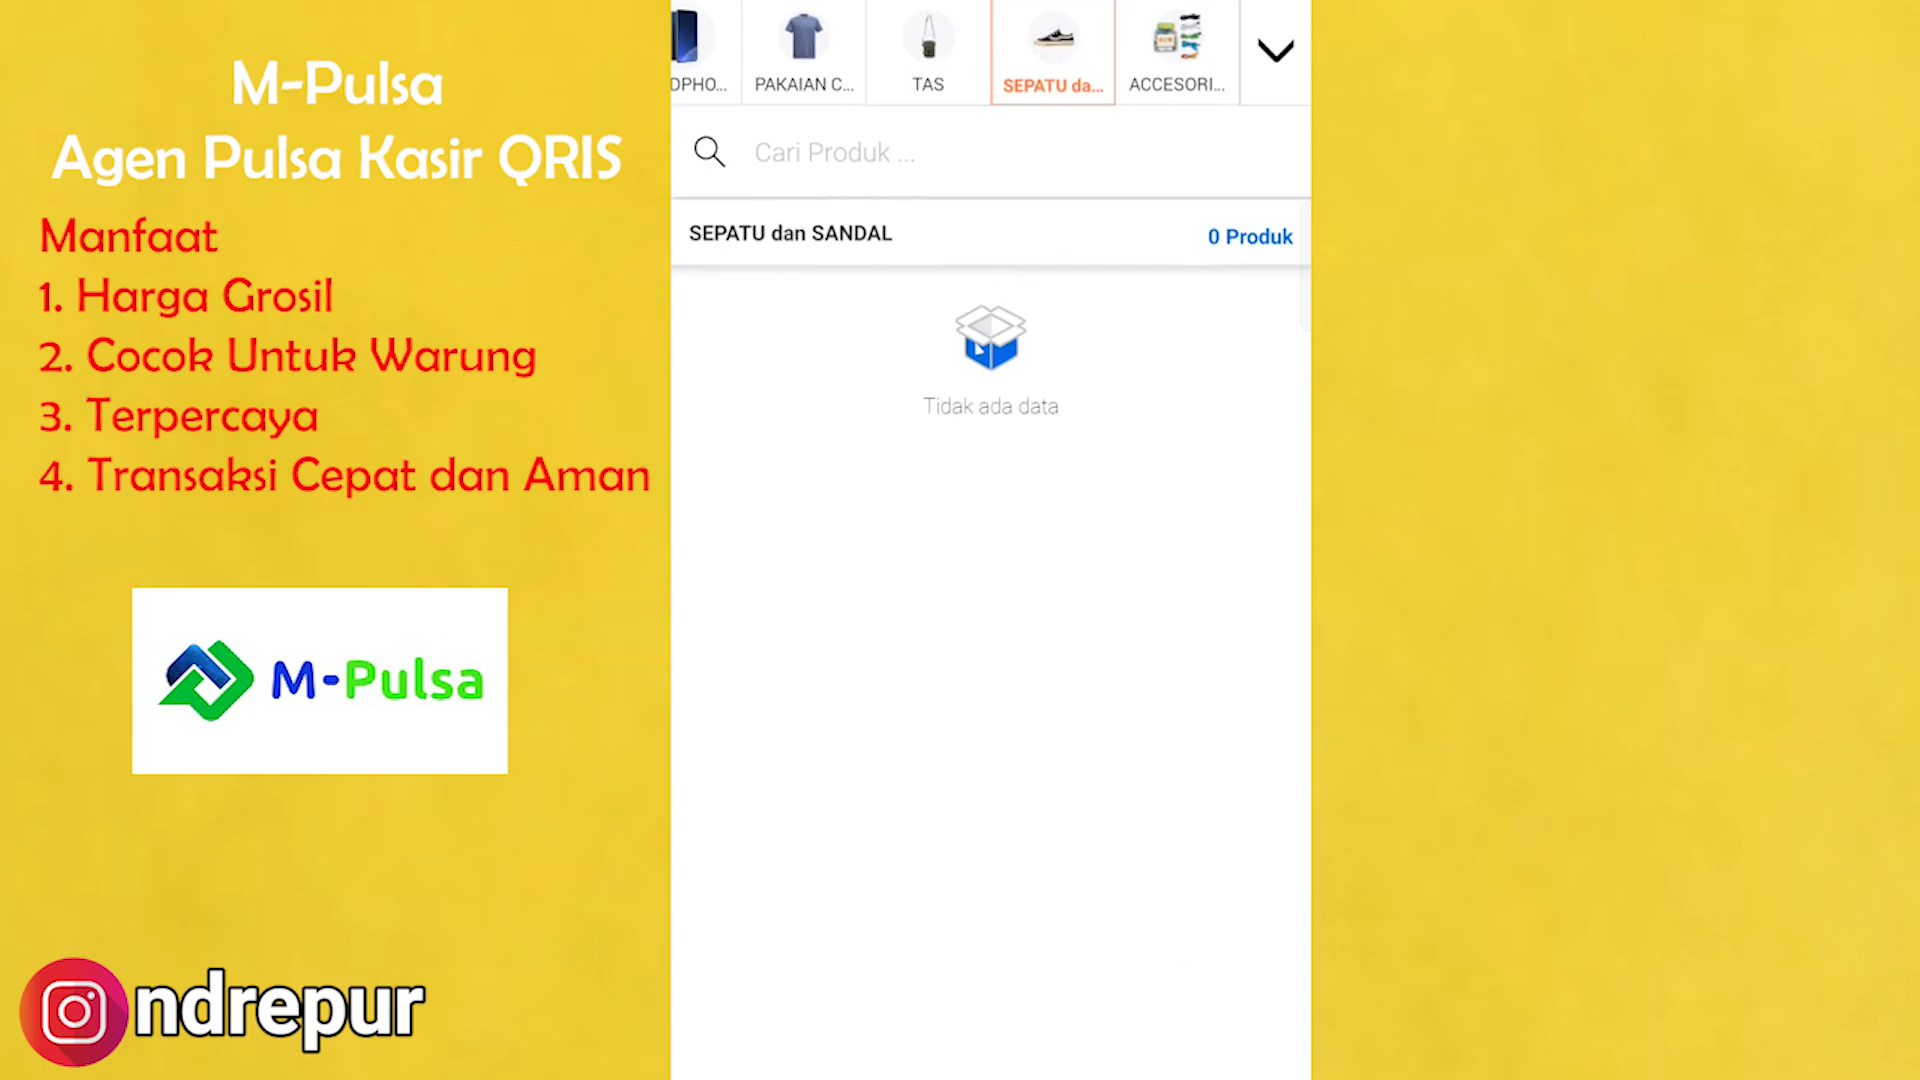 M-Pulsa
Agen Pulsa Kasir QRIS
Manfaat
1. Harga Grosil
2. Cocok Untuk Warung
3. Terpercaya
4. Transaksi Cepat dan Aman
M-Pulsa
ndrepur
DPHO...
PAKAIAN C...
TAS
SEPATU da...
ACCESORI...
Cari Produk ...
SEPATU dan SANDAL
0 Produk
Tidak ada data